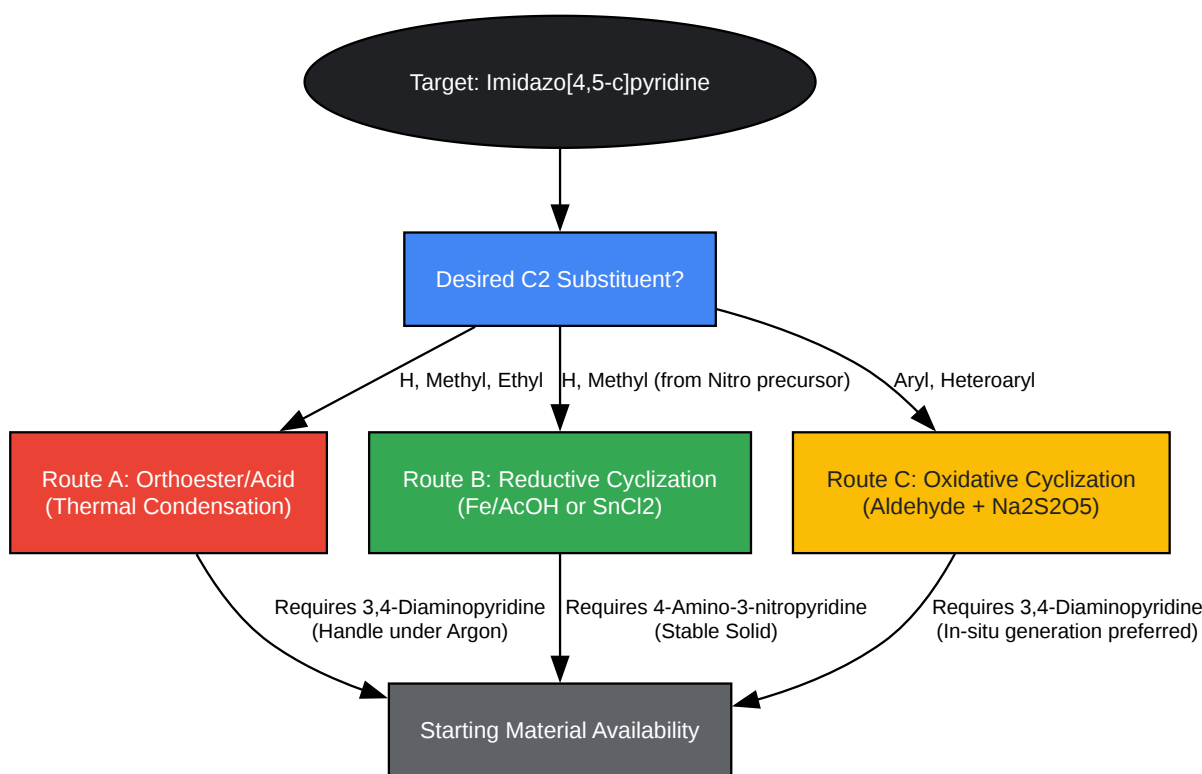 Target: Imidazo[4,5-c]pyridine
Desired C2 Substituent?
H, Methyl, Ethyl
H, Methyl (from Nitro precursor)
Aryl, Heteroaryl
Route A: Orthoester/Acid
(Thermal Condensation)
Route B: Reductive Cyclization
(Fe/AcOH or SnCl2)
Route C: Oxidative Cyclization
(Aldehyde + Na2S2O5)
Requires 3,4-Diaminopyridine
(Handle under Argon)
Requires 4-Amino-3-nitropyridine
(Stable Solid)
Requires 3,4-Diaminopyridine
(In-situ generation preferred)
Starting Material Availability